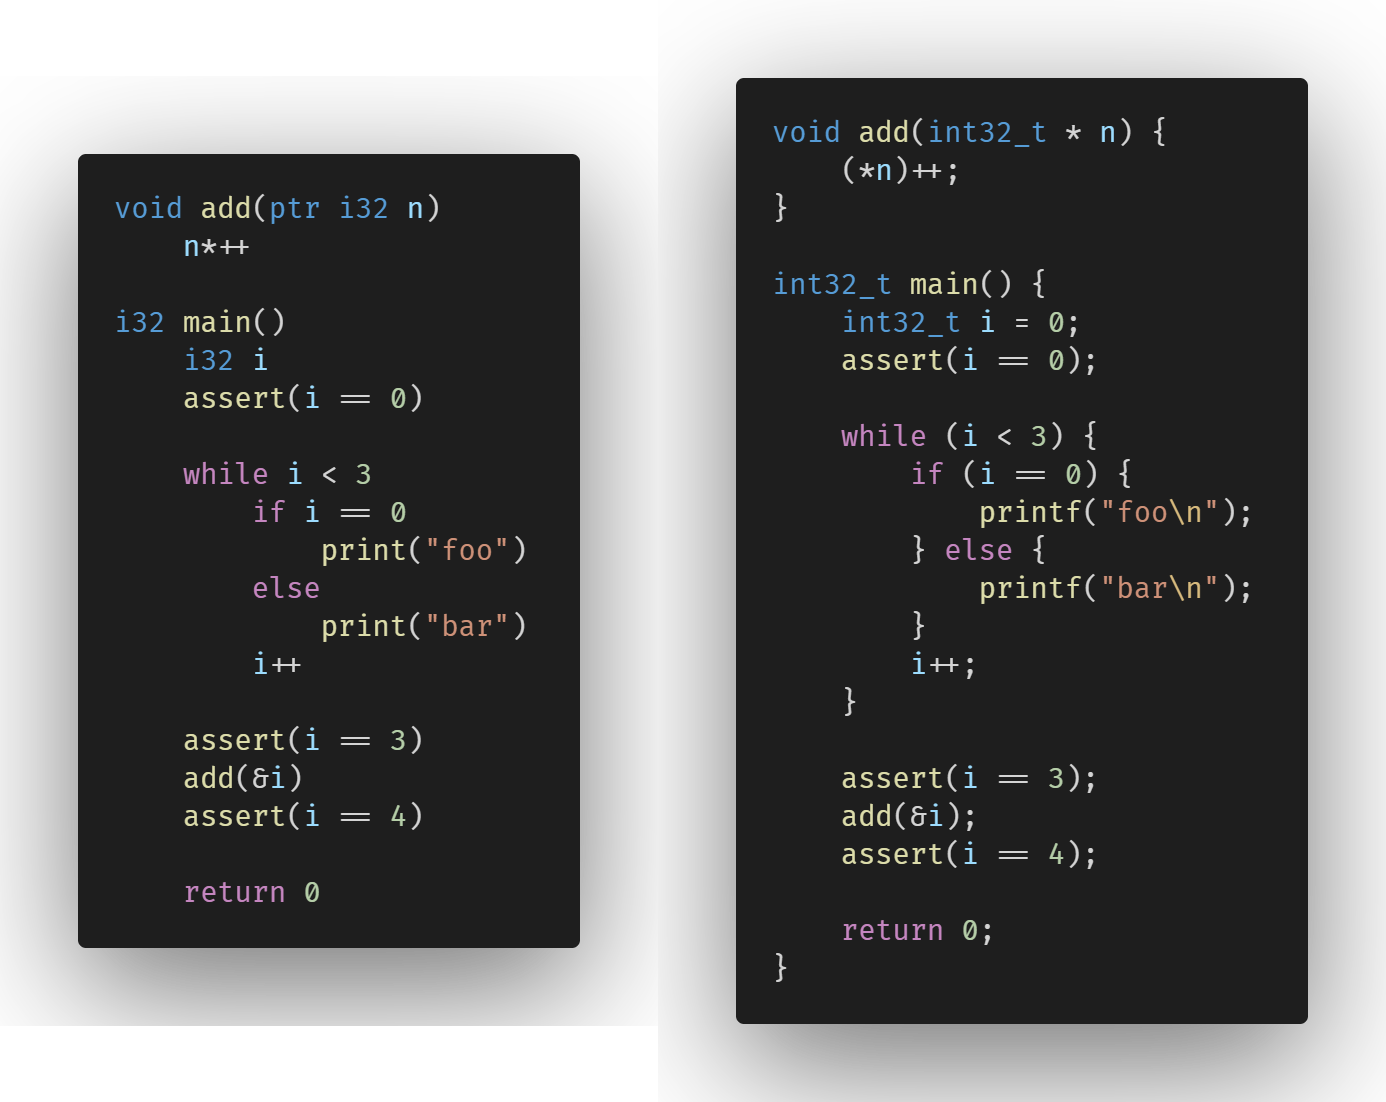 void add(ptr i32 n)
    n*++

i32 main()
    i32 i
    assert(i == 0)

    while i < 3
        if i == 0
            print("foo")
        else
            print("bar")
        i++

    assert(i == 3)
    add(&i)
    assert(i == 4)

    return 0

void add(int32_t * n) {
    (*n)++;
}

int32_t main() {
    int32_t i = 0;
    assert(i == 0);

    while (i < 3) {
        if (i == 0) {
            printf("foo\n");
        } else {
            printf("bar\n");
        }
        i++;
    }

    assert(i == 3);
    add(&i);
    assert(i == 4);

    return 0;
}